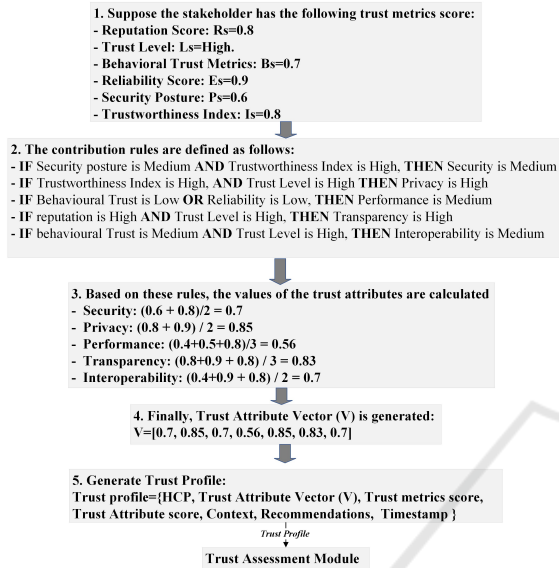 1. Suppose the stakeholder has the following trust metrics score:
- Reputation Score: Rs=0.8
- Trust Level: Ls=High.
- Behavioral Trust Metrics: Bs=0.7
- Reliability Score: Es=0.9
- Security Posture: Ps=0.6
- Trustworthiness Index: Is=0.8
2. The contribution rules are defined as follows:
- IF Security posture is Medium AND Trustworthiness Index is High, THEN Security is Medium
- IF Trustworthiness Index is High, AND Trust Level is High THEN Privacy is High
- IF Behavioural Trust is Low OR Reliability is Low, THEN Performance is Medium
- IF reputation is High AND Trust Level is High, THEN Transparency is High
- IF behavioural Trust is Medium AND Trust Level is High, THEN Interoperability is Medium
3. Based on these rules, the values of the trust attributes are calculated
- Security: (0.6 + 0.8)/2 = 0.7
- Privacy: (0.8 + 0.9) / 2 = 0.85
- Performance: (0.4+0.5+0.8)/3 = 0.56
- Transparency: (0.8+0.9 + 0.8) / 3 = 0.83
- Interoperability: (0.4+0.9 + 0.8) / 2 = 0.7
4. Finally, Trust Attribute Vector (V) is generated:
V=[0.7, 0.85, 0.7, 0.56, 0.85, 0.83, 0.7]
5. Generate Trust Profile:
Trust profile={HCP, Trust Attribute Vector (V), Trust metrics score,
Trust Attribute score, Context, Recommendations, Timestamp }
Trust Profile
Trust Assessment Module